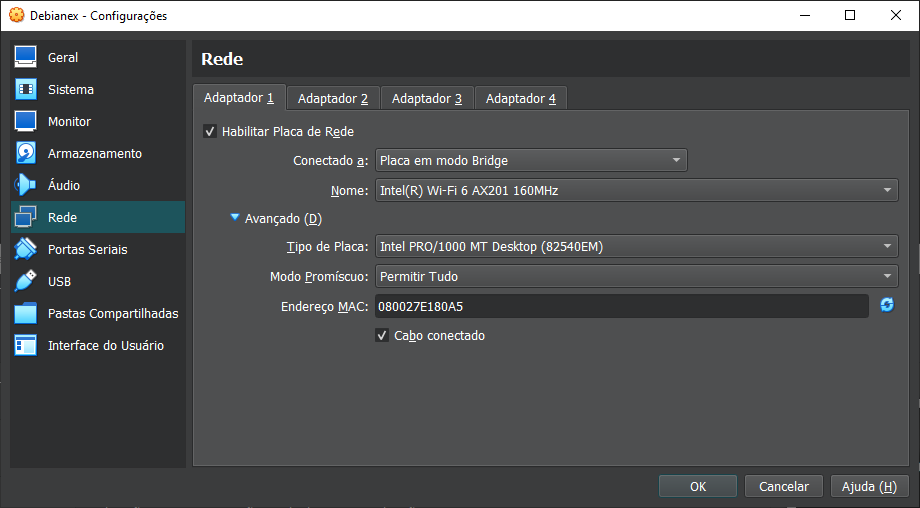 Debianex - Configurações
Geral
Sistema
Monitor
Armazenamento
Áudio
Rede
Portas Seriais
USB
Pastas Compartilhadas
Interface do Usuário
Rede
Adaptador 1 Adaptador 2 Adaptador 3 Adaptador 4
Habilitar Placa de Rede
Conectado a: Placa em modo Bridge
Nome: Intel(R) Wi-Fi 6 AX201 160MHz
Avançado (D)
Tipo de Placa: Intel PRO/1000 MT Desktop (82540EM)
Modo Promíscuo: Permitir Tudo
Endereço MAC: 080027E180A5
Cabo conectado
OK Cancelar Ajuda (H)